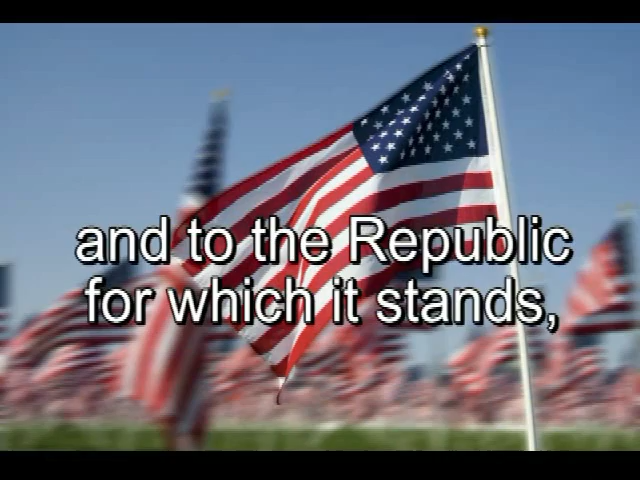 and to the Republic
for which it stands,